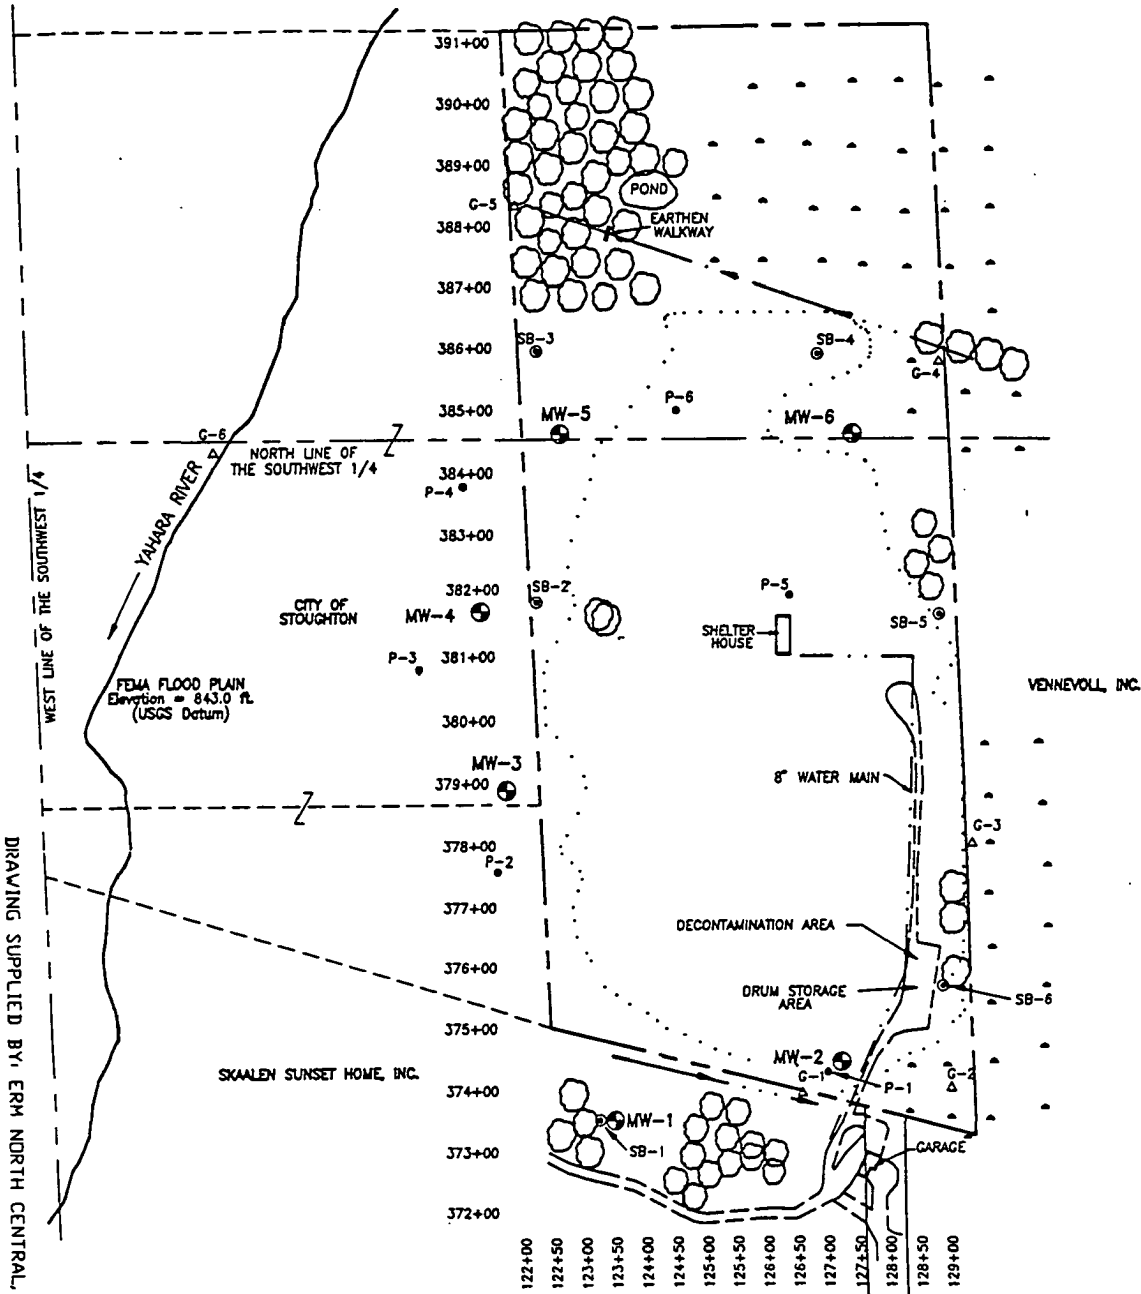 391+00
390+00
389+00
POND
G-5
388+00
EARTHEN
WALKWAY
387+00
SB-3
SB-4
386+00
G-4
P-6
385+00
MW-5
MW-6
G-6
NORTH LINE OF
THE SOUTHWEST 1/4
384+00
P-4
WEST LINE OF THE SOUTHWEST 1/4
YAHARA RIVER
383+00
382+00
SB-2
P-5
CITY OF
STOUGHTON
MW-4
SB-5
SHELTER
HOUSE
381+00
P-3
FEMA FLOOD PLAIN
Elevation = 843.0 ft.
(USGS Datum)
VENNEVOLL, INC.
380+00
MW-3
379+00
8" WATER MAIN
G-3
378+00
P-2
DRAWING SUPPLIED BY: ERM NORTH CENTRAL,
377+00
DECONTAMINATION AREA
376+00
DRUM STORAGE
AREA
SB-6
375+00
MW-2
SKAALEN SUNSET HOME, INC.
G-1
P-1
G-2
374+00
MW-1
SB-1
373+00
GARAGE
372+00
122+00
122+50
123+00
123+50
124+00
124+50
125+00
125+50
126+00
126+50
127+00
127+50
128+00
128+50
129+00